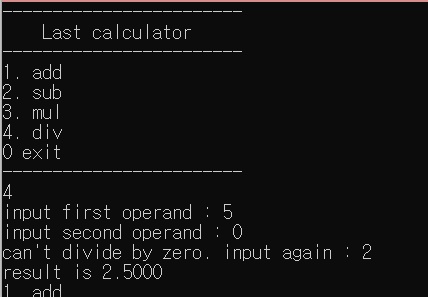 ------------------------
Last calculator
------------------------
1. add
2. sub
3. mul
4. div
0 exit
------------------------
4
input first operand : 5
input second operand : 0
can't divide by zero. input again : 2
result is 2.5000
1. add